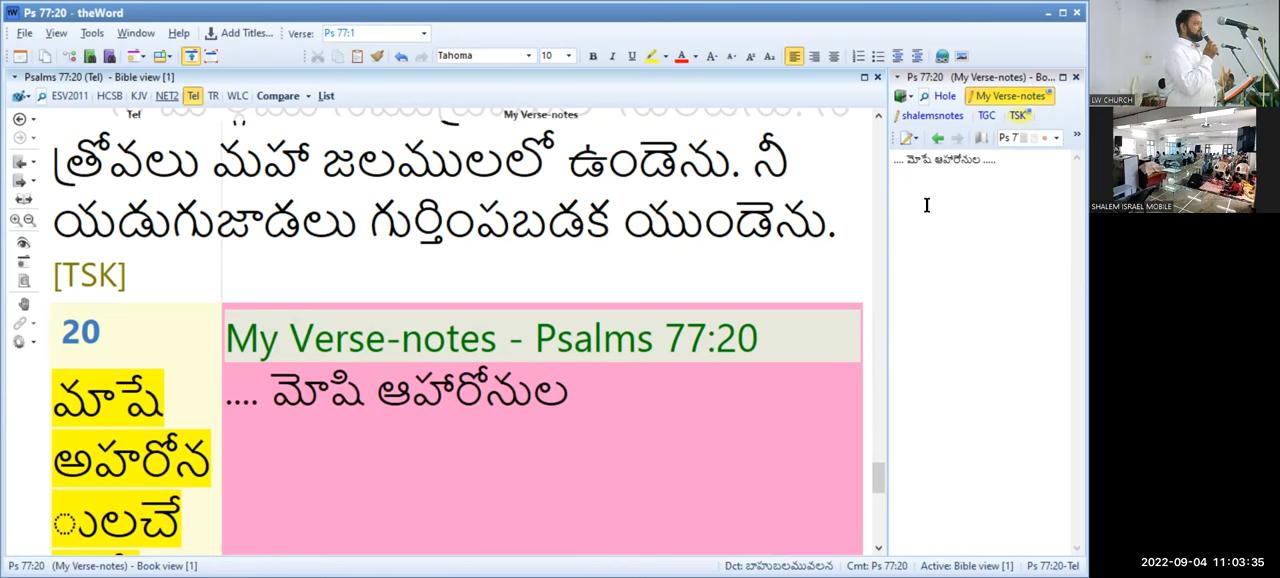 Ps 77:20 - theWord
File View Tools Window Help Add Titles... Verse: Ps 77:1
Tahoma 10 B I U A A A A A
Psalms 77:20 (Tel) - Bible view [1]
ESV2011 HCSB KJV NET2 Tel TR WLC Compare List
Tel My Verse-notes
త్రోవలు మహా జలములలో ఉండెను. నీ
యడుగుజాడలు గుర్తింపబడక యుండెను.
[TSK]
20
మాషే
అహరోన
ులచే
My Verse-notes - Psalms 77:20
.... మోషి ఆహారోనుల
Ps 77:20 (My Verse-notes) - Bo...
Hole My Verse-notes
shalemsnotes TGC TSK
Ps 7
.... మోషే ఆహారోనుల .....
LW CHURCH
SHALEM ISRAEL MOBILE
2022-09-04 11:03:35
Ps 77:20 (My Verse-notes) - Book view [1] Dct: బాహుబలమువలన Cmt: Ps 77:20 Active: Bible view [1] Ps 77:20-Tel